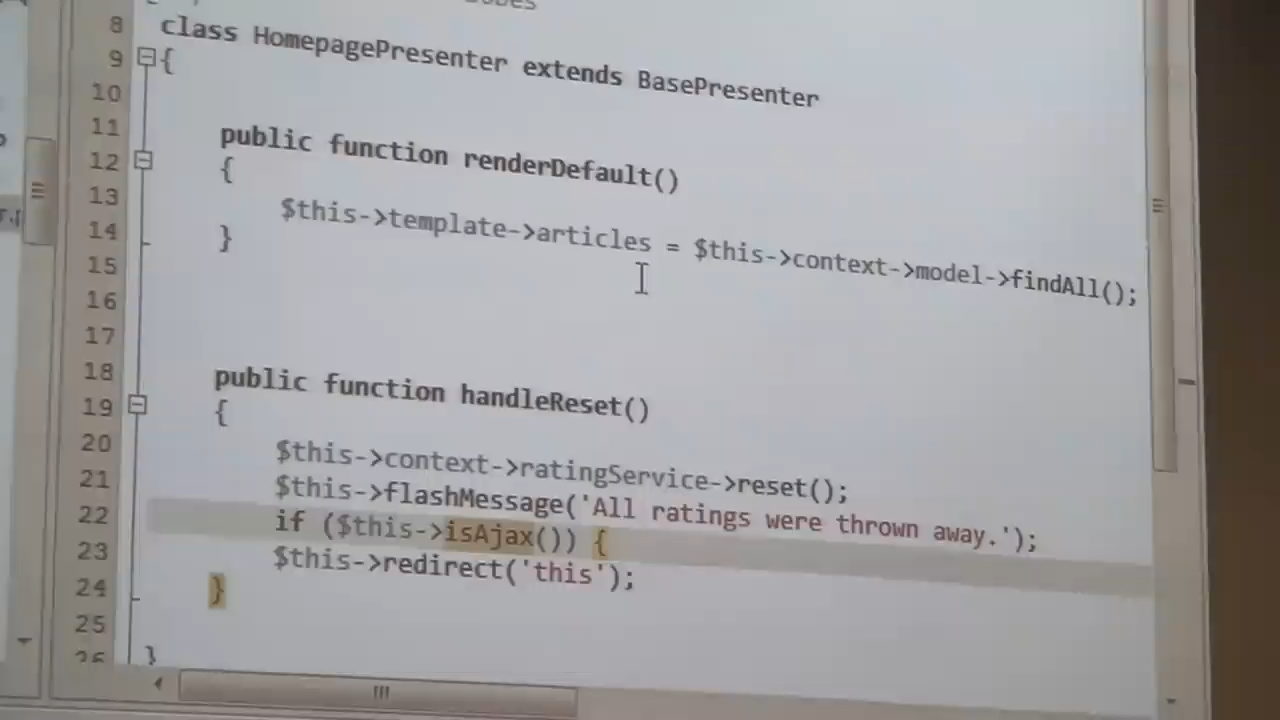 8 class HomepagePresenter extends BasePresenter
9 {
10
11 public function renderDefault()
12 {
13 $this->template->articles = $this->context->model->findAll();
14 }
15
16
17
18 public function handleReset()
19 {
20 $this->context->ratingService->reset();
21 $this->flashMessage('All ratings were thrown away.');
22 if ($this->isAjax()) {
23 $this->redirect('this');
24 }
25
26 }